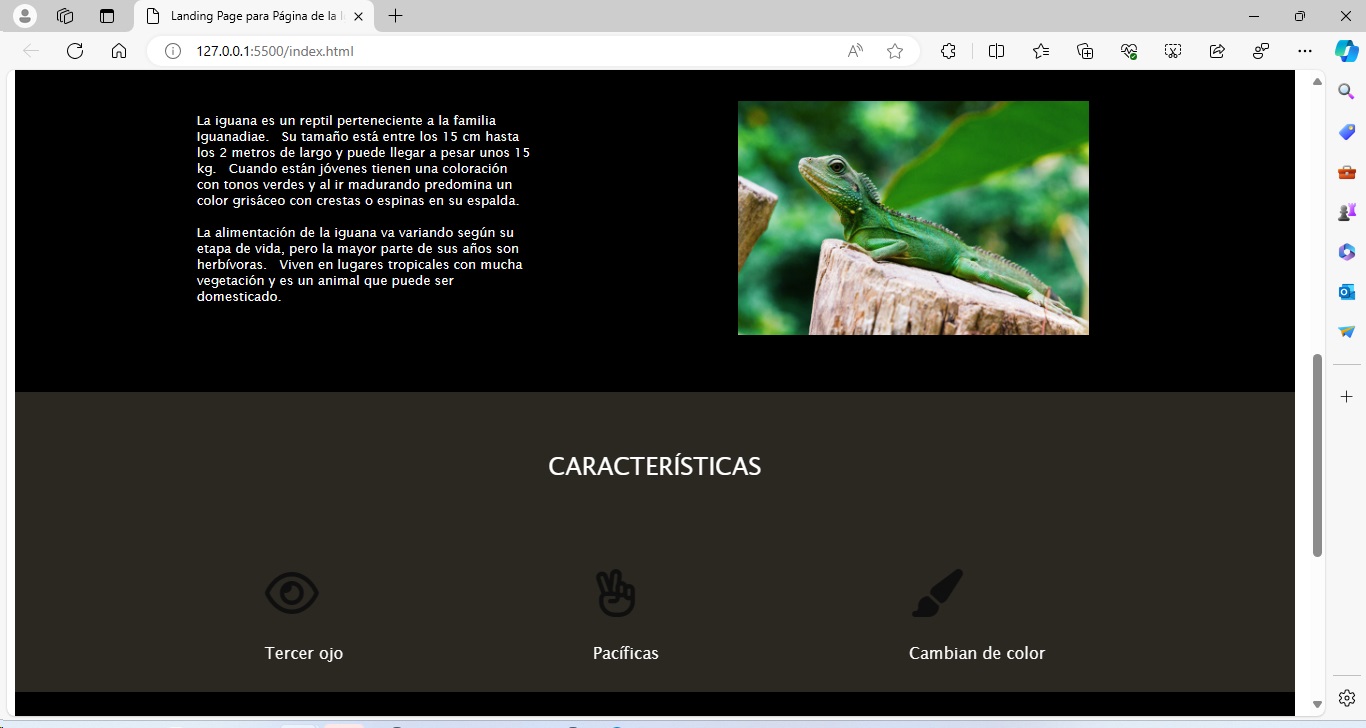 Landing Page para Página de la
127.0.0.1:5500/index.html
La iguana es un reptil perteneciente a la familia
Iguanadiae. Su tamaño está entre los 15 cm hasta
los 2 metros de largo y puede llegar a pesar unos 15
kg. Cuando están jóvenes tienen una coloración
con tonos verdes y al ir madurando predomina un
color grisáceo con crestas o espinas en su espalda.
La alimentación de la iguana va variando según su
etapa de vida, pero la mayor parte de sus años son
herbívoras. Viven en lugares tropicales con mucha
vegetación y es un animal que puede ser
domesticado.
CARACTERÍSTICAS
Tercer ojo
Pacíficas
Cambian de color